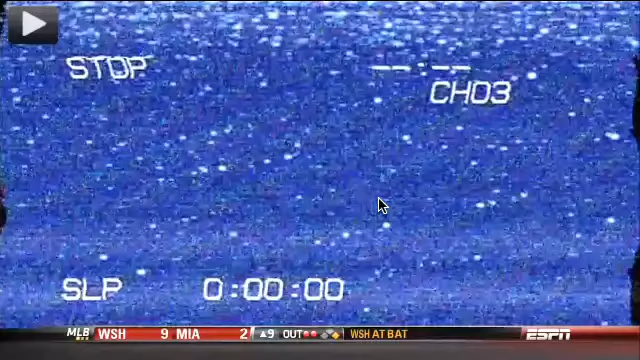 STOP --:--
CH03
SLP 0:00:00
MLB WSH 9 MIA 2 ▲9 OUT WSH AT BAT ESPN